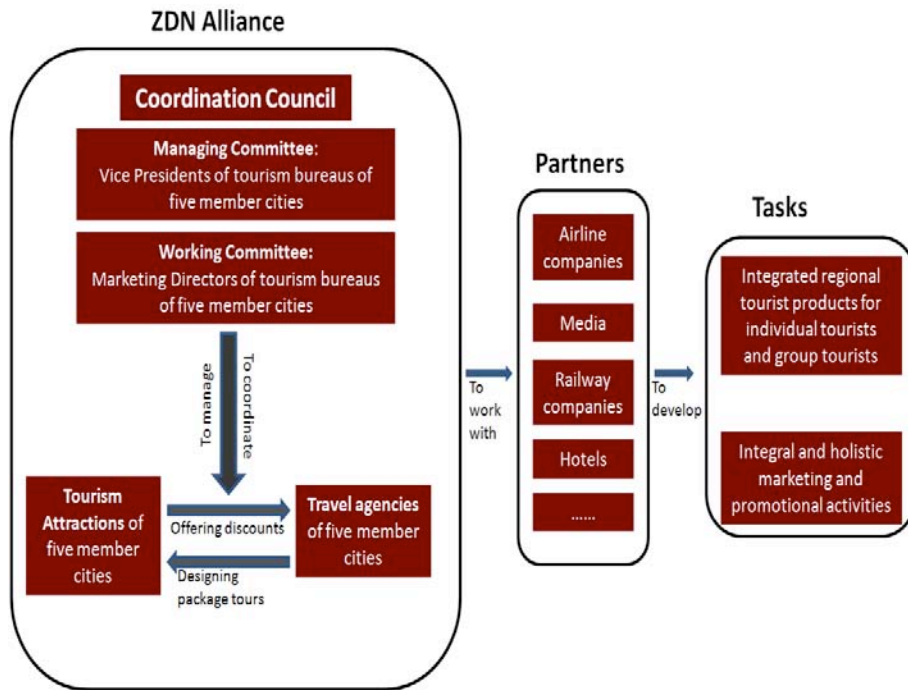 ZDN Alliance
Coordination Council
Managing Committee:
Vice Presidents of tourism bureaus of
five member cities
Working Committee:
Marketing Directors of tourism bureaus
of five member cities
To manage
To coordinate
Tourism
Attractions of
five member
cities
Offering discounts
Designing
package tours
Travel agencies
of five member
cities
To
work
with
Partners
Airline
companies
Media
Railway
companies
Hotels
......
To
develop
Tasks
Integrated regional
tourist products for
individual tourists
and group tourists
Integral and holistic
marketing and
promotional activities